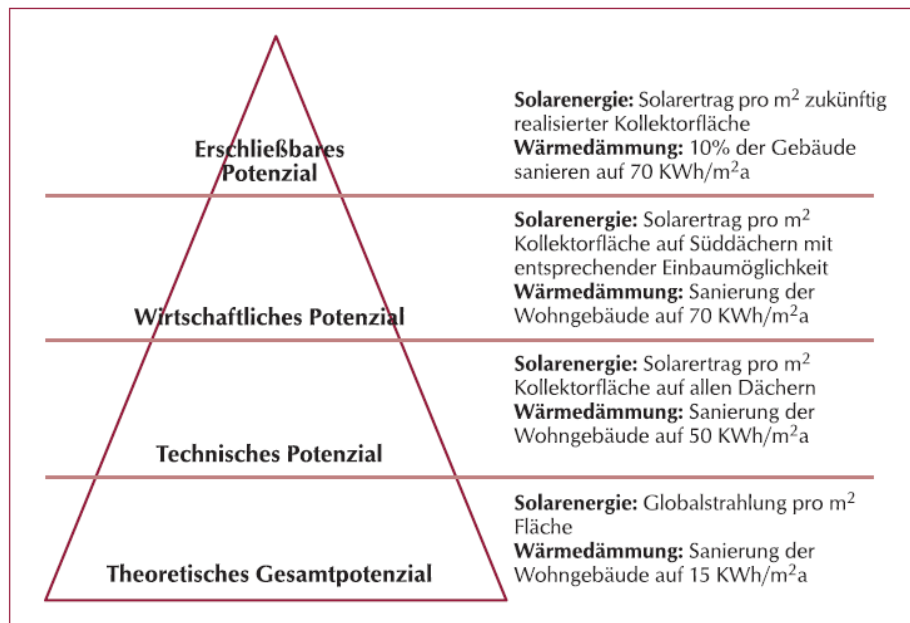 Erschließbares
Potenzial
Solarenergie: Solarertrag pro m² zukünftig
realisierter Kollektorfläche
Wärmedämmung: 10% der Gebäude
sanieren auf 70 KWh/m²a
Wirtschaftliches Potenzial
Solarenergie: Solarertrag pro m²
Kollektorfläche auf Süddächern mit
entsprechender Einbaumöglichkeit
Wärmedämmung: Sanierung der
Wohngebäude auf 70 KWh/m²a
Technisches Potenzial
Solarenergie: Solarertrag pro m²
Kollektorfläche auf allen Dächern
Wärmedämmung: Sanierung der
Wohngebäude auf 50 KWh/m²a
Theoretisches Gesamtpotenzial
Solarenergie: Globalstrahlung pro m²
Fläche
Wärmedämmung: Sanierung der
Wohngebäude auf 15 KWh/m²a